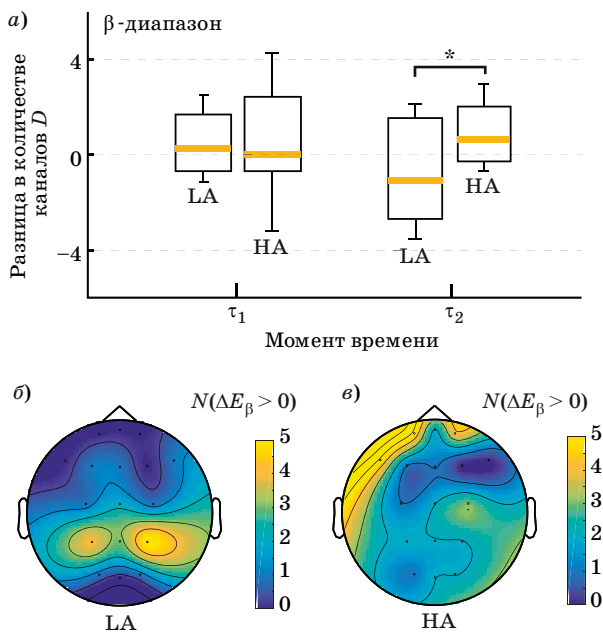 а)
β-диапазон
Разница в количестве
каналов D
4
0
−4
*
LA
HA
LA
HA
τ1
τ2
Момент времени
б)
N(ΔEβ > 0)
5
4
3
2
1
0
LA
в)
N(ΔEβ > 0)
5
4
3
2
1
0
HA